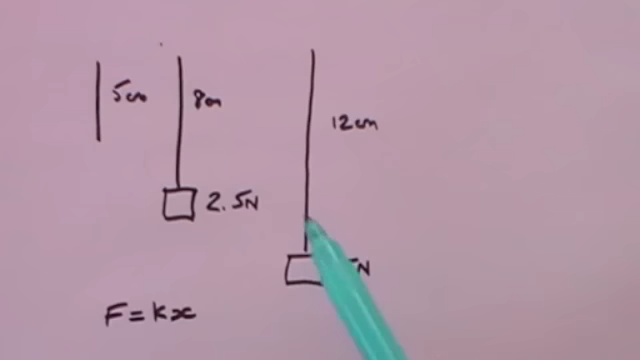 5cm
8cm
12cm
2.5N
N
F = kx